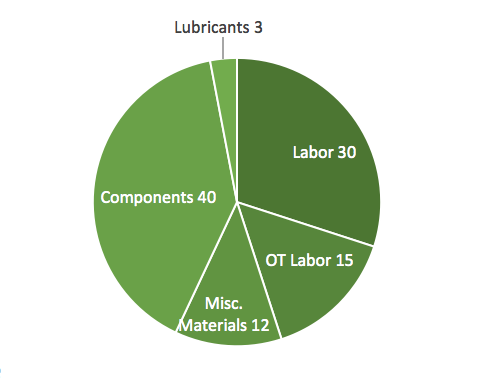 Lubricants 3
Labor 30
Components 40
OT Labor 15
Misc.
Materials 12